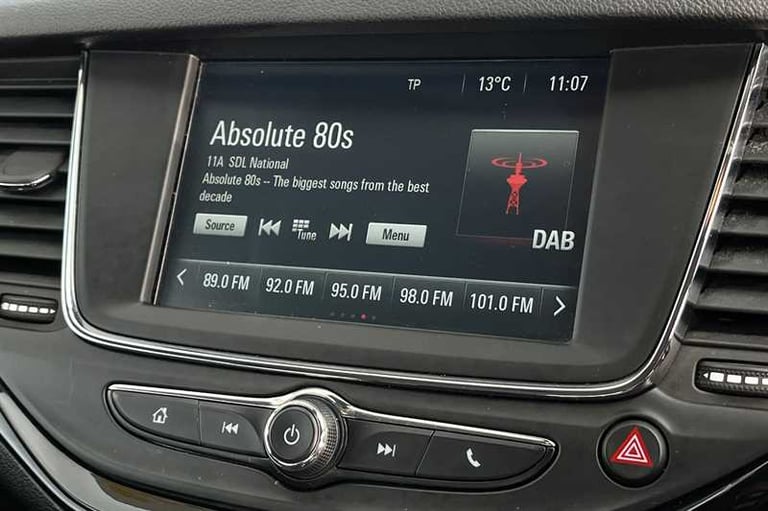 TP 13°C 11:07
Absolute 80s
11A SDL National
Absolute 80s -- The biggest songs from the best
decade
Source Tune Menu
DAB
89.0 FM 92.0 FM 95.0 FM 98.0 FM 101.0 FM